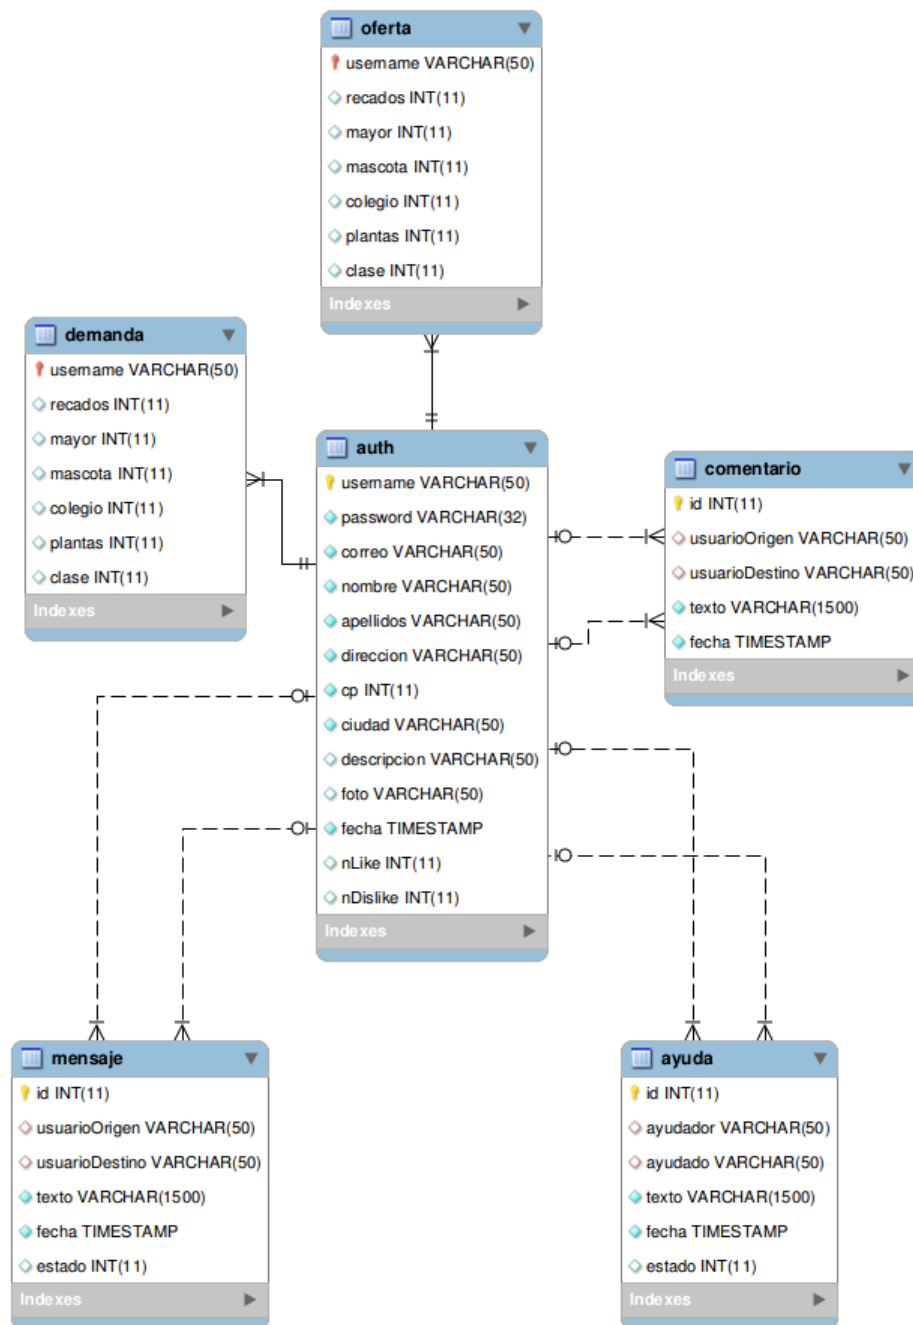 oferta
username VARCHAR(50)
recados INT(11)
mayor INT(11)
mascota INT(11)
colegio INT(11)
plantas INT(11)
clase INT(11)
Indexes
demanda
username VARCHAR(50)
recados INT(11)
mayor INT(11)
mascota INT(11)
colegio INT(11)
plantas INT(11)
clase INT(11)
Indexes
auth
username VARCHAR(50)
password VARCHAR(32)
correo VARCHAR(50)
nombre VARCHAR(50)
apellidos VARCHAR(50)
direccion VARCHAR(50)
cp INT(11)
ciudad VARCHAR(50)
descripcion VARCHAR(50)
foto VARCHAR(50)
fecha TIMESTAMP
nLike INT(11)
nDislike INT(11)
Indexes
comentario
id INT(11)
usuarioOrigen VARCHAR(50)
usuarioDestino VARCHAR(50)
texto VARCHAR(1500)
fecha TIMESTAMP
Indexes
mensaje
id INT(11)
usuarioOrigen VARCHAR(50)
usuarioDestino VARCHAR(50)
texto VARCHAR(1500)
fecha TIMESTAMP
estado INT(11)
Indexes
ayuda
id INT(11)
ayudador VARCHAR(50)
ayudado VARCHAR(50)
texto VARCHAR(1500)
fecha TIMESTAMP
estado INT(11)
Indexes